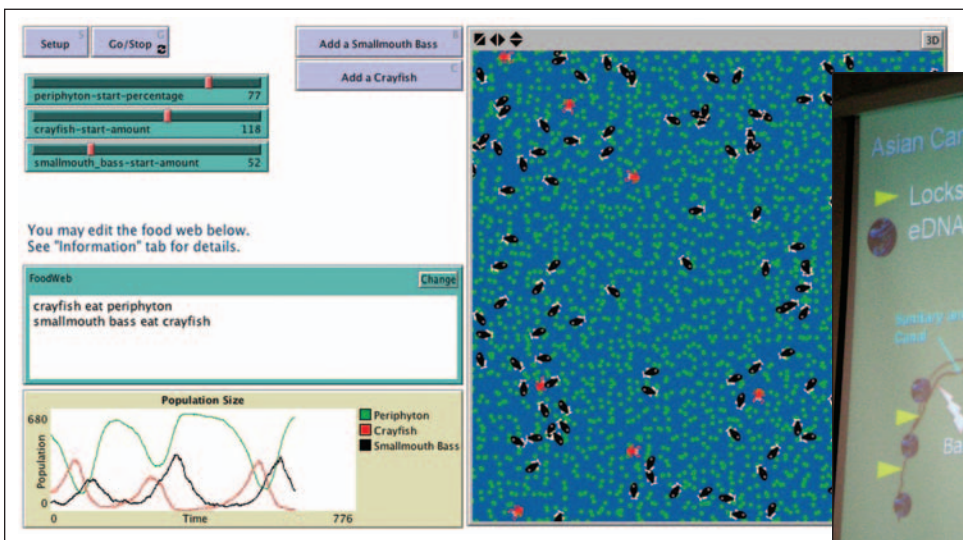 Setup
S
Go/Stop
G
Add a Smallmouth Bass
B
Add a Crayfish
C
3D
periphyton-start-percentage 77
crayfish-start-amount 118
smallmouth_bass-start-amount 52
You may edit the food web below.
See "Information" tab for details.
FoodWeb
Change
crayfish eat periphyton
smallmouth bass eat crayfish
Population Size
680
Population
0
0
Time
776
Periphyton
Crayfish
Smallmouth Bass
Asian Car
Locks
eDNA
Canal
Ba